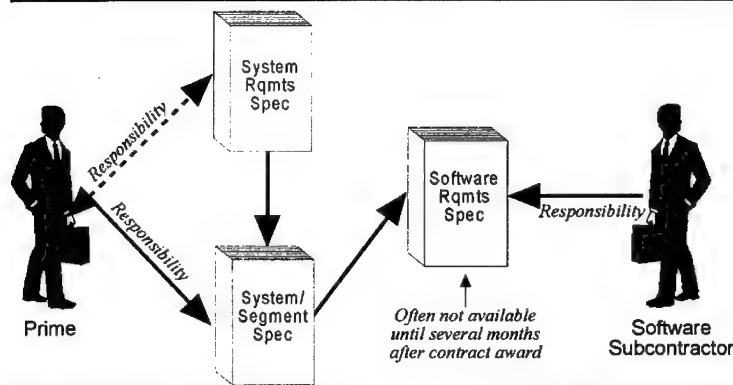 System
Rqmts
Spec
Responsibility
Responsibility
Software
Rqmts
Spec
Responsibility
System/
Segment
Spec
Prime
Often not available
until several months
after contract award
Software
Subcontractor